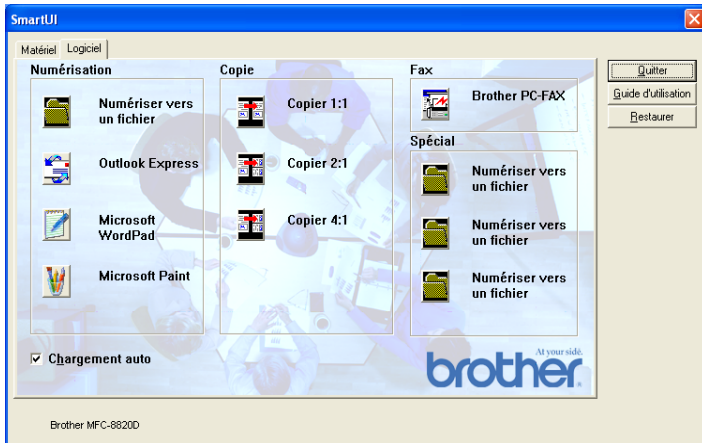 SmartUI
Matériel
Logiciel
Numérisation
Numériser vers
un fichier
Outlook Express
Microsoft
WordPad
Microsoft Paint
Copie
Copier 1:1
Copier 2:1
Copier 4:1
Fax
Brother PC-FAX
Spécial
Numériser vers
un fichier
Numériser vers
un fichier
Numériser vers
un fichier
Quitter
Guide d'utilisation
Restaurer
Chargement auto
At your side.
brother
Brother MFC-8820D